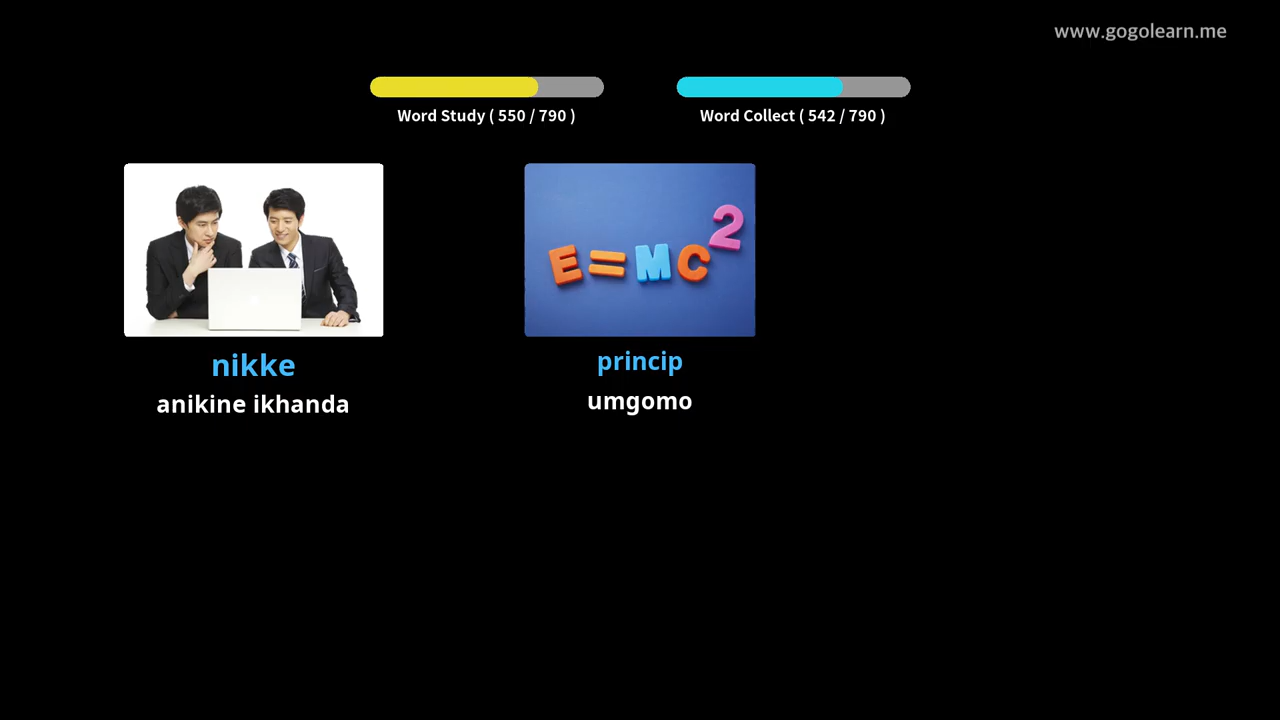 www.gogolearn.me
Word Study ( 550 / 790 )
Word Collect ( 542 / 790 )
E=MC2
nikke
anikine ikhanda
princip
umgomo